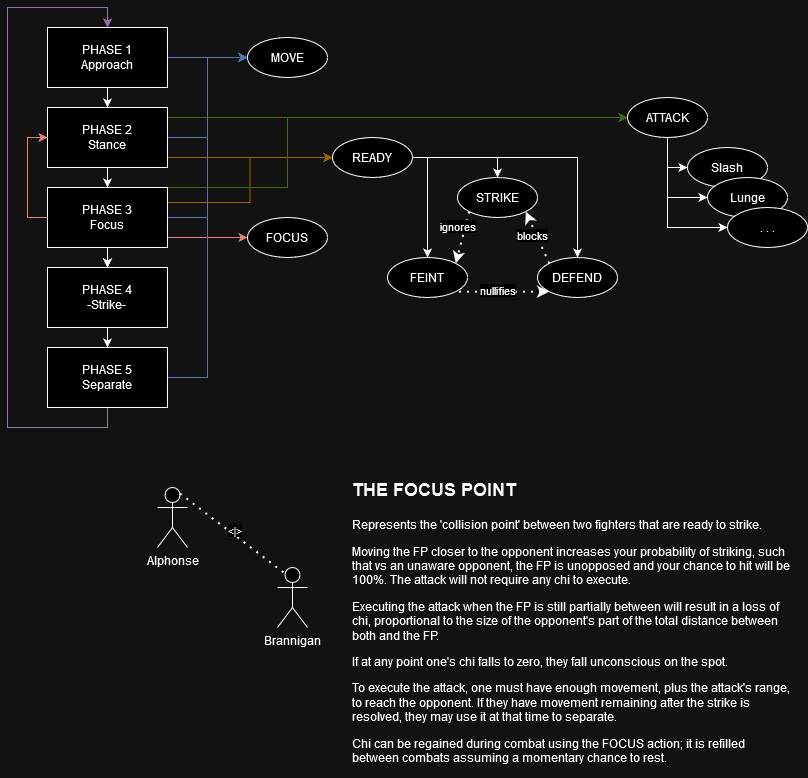 PHASE 1
Approach
MOVE
PHASE 2
Stance
ATTACK
READY
Slash
Lunge
. . .
STRIKE
PHASE 3
Focus
ignores
blocks
FOCUS
FEINT
DEFEND
nullifies
PHASE 4
-Strike-
PHASE 5
Separate
<|>
Alphonse
Brannigan
THE FOCUS POINT
Represents the 'collision point' between two fighters that are ready to strike.
Moving the FP closer to the opponent increases your probability of striking, such
that vs an unaware opponent, the FP is unopposed and your chance to hit will be
100%. The attack will not require any chi to execute.
Executing the attack when the FP is still partially between will result in a loss of
chi, proportional to the size of the opponent's part of the total distance between
both and the FP.
If at any point one's chi falls to zero, they fall unconscious on the spot.
To execute the attack, one must have enough movement, plus the attack's range,
to reach the opponent. If they have movement remaining after the strike is
resolved, they may use it at that time to separate.
Chi can be regained during combat using the FOCUS action; it is refilled
between combats assuming a momentary chance to rest.